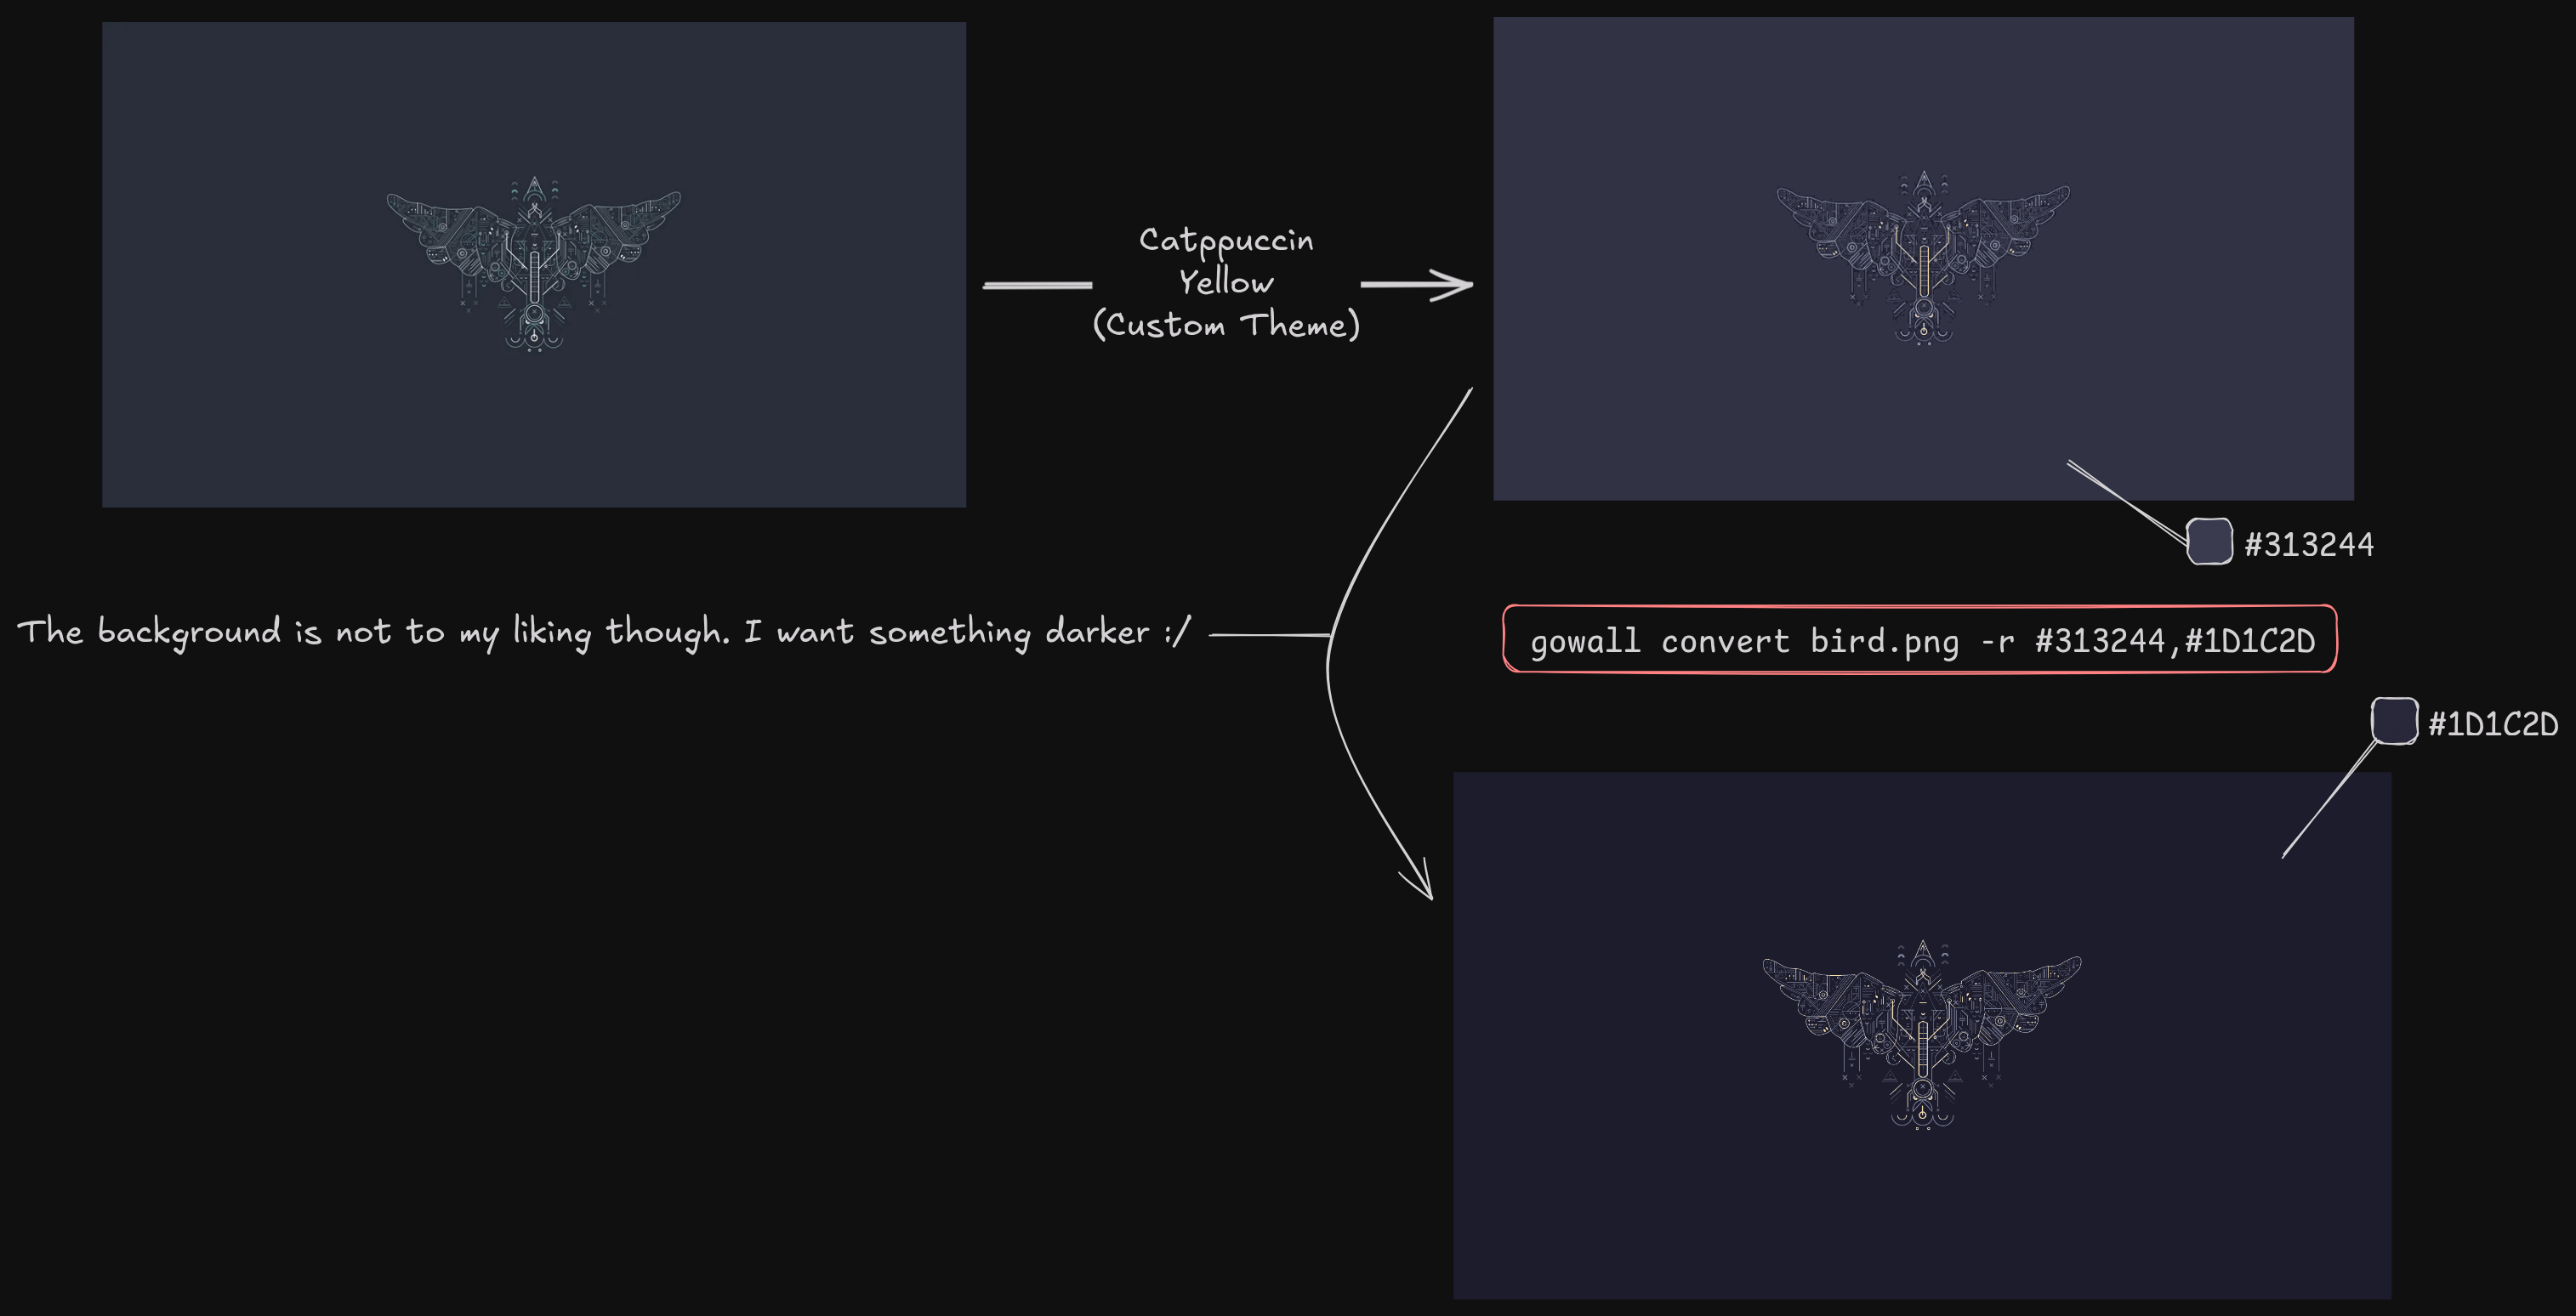 Catppuccin
Yellow
(Custom Theme)
#313244
The background is not to my liking though. I want something darker :/
gowall convert bird.png -r #313244,#1D1C2D
#1D1C2D